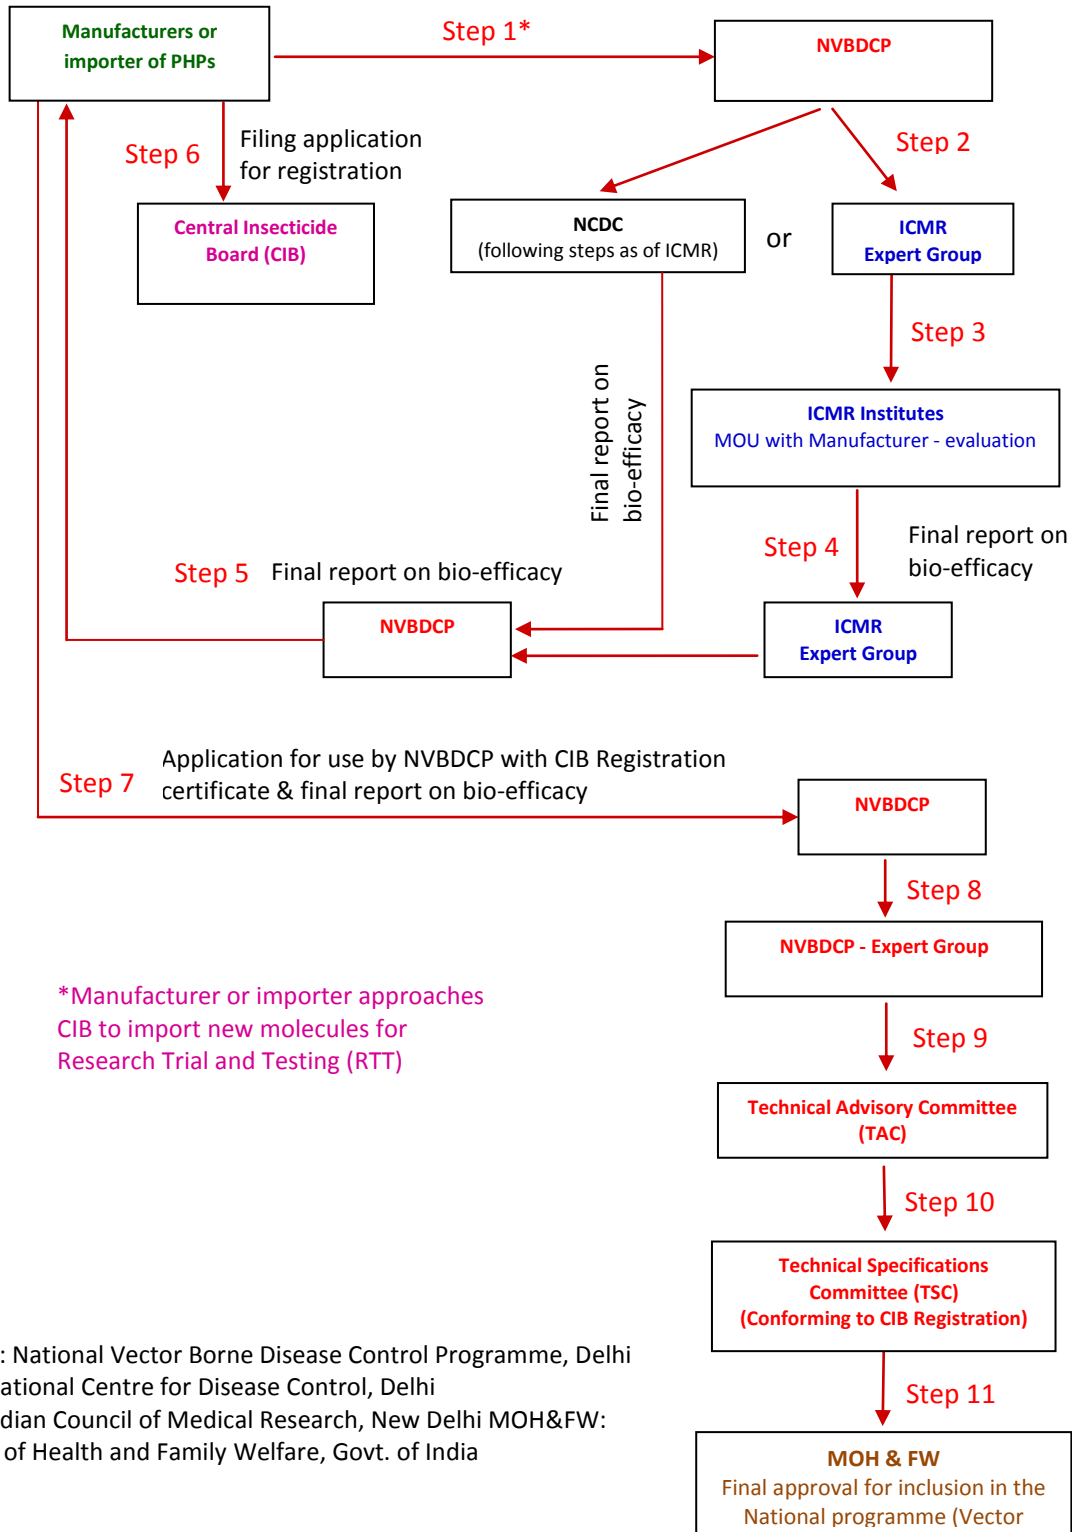 Manufacturers or
importer of PHPs
Step 1*
NVBDCP
Step 2
Step 6
Filing application
for registration
Central Insecticide
Board (CIB)
NCDC
(following steps as of ICMR)
or
ICMR
Expert Group
Step 3
ICMR Institutes
MOU with Manufacturer - evaluation
Final report on
bio-efficacy
Step 4
Final report on
bio-efficacy
Step 5 Final report on bio-efficacy
NVBDCP
ICMR
Expert Group
Step 7
Application for use by NVBDCP with CIB Registration
certificate & final report on bio-efficacy
NVBDCP
Step 8
NVBDCP - Expert Group
*Manufacturer or importer approaches
CIB to import new molecules for
Research Trial and Testing (RTT)
Step 9
Technical Advisory Committee
(TAC)
Step 10
Technical Specifications
Committee (TSC)
(Conforming to CIB Registration)
: National Vector Borne Disease Control Programme, Delhi
ational Centre for Disease Control, Delhi
dian Council of Medical Research, New Delhi MOH&FW:
of Health and Family Welfare, Govt. of India
Step 11
MOH & FW
Final approval for inclusion in the
National programme (Vector